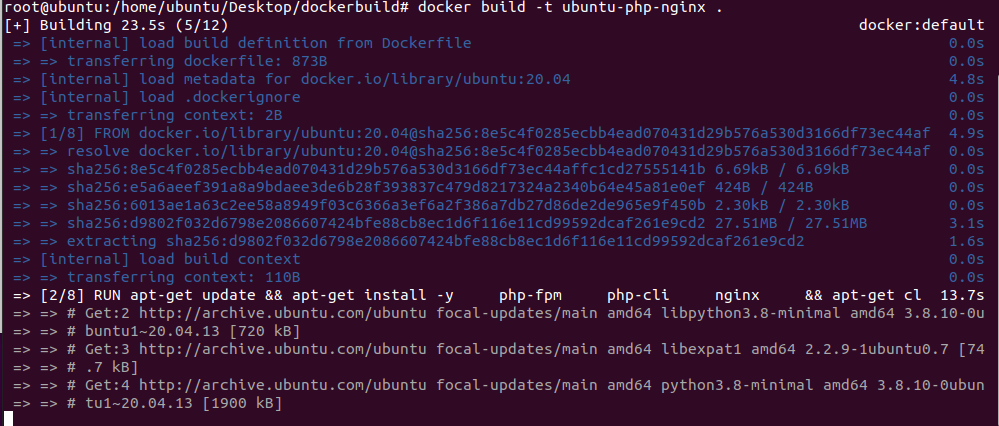 root@ubuntu:/home/ubuntu/Desktop/dockerbuild# docker build -t ubuntu-php-nginx .
[+] Building 23.5s (5/12) docker:default
=> [internal] load build definition from Dockerfile 0.0s
=> => transferring dockerfile: 873B 0.0s
=> [internal] load metadata for docker.io/library/ubuntu:20.04 4.8s
=> [internal] load .dockerignore 0.0s
=> => transferring context: 2B 0.0s
=> [1/8] FROM docker.io/library/ubuntu:20.04@sha256:8e5c4f0285ecbb4ead070431d29b576a530d3166df73ec44af 4.9s
=> => resolve docker.io/library/ubuntu:20.04@sha256:8e5c4f0285ecbb4ead070431d29b576a530d3166df73ec44af 0.0s
=> => sha256:8e5c4f0285ecbb4ead070431d29b576a530d3166df73ec44affc1cd27555141b 6.69kB / 6.69kB 0.0s
=> => sha256:e5a6aeef391a8a9bdaee3de6b28f393837c479d8217324a2340b64e45a81e0ef 424B / 424B 0.0s
=> => sha256:6013ae1a63c2ee58a8949f03c6366a3ef6a2f386a7db27d86de2de965e9f450b 2.30kB / 2.30kB 0.0s
=> => sha256:d9802f032d6798e2086607424bfe88cb8ec1d6f116e11cd99592dcaf261e9cd2 27.51MB / 27.51MB 3.1s
=> => extracting sha256:d9802f032d6798e2086607424bfe88cb8ec1d6f116e11cd99592dcaf261e9cd2 1.6s
=> [internal] load build context 0.0s
=> => transferring context: 110B 0.0s
=> [2/8] RUN apt-get update && apt-get install -y     php-fpm     php-cli     nginx     && apt-get cl 13.7s
=> => # Get:2 http://archive.ubuntu.com/ubuntu focal-updates/main amd64 libpython3.8-minimal amd64 3.8.10-0u
=> => # buntu1~20.04.13 [720 kB]
=> => # Get:3 http://archive.ubuntu.com/ubuntu focal-updates/main amd64 libexpat1 amd64 2.2.9-1ubuntu0.7 [74
=> => # .7 kB]
=> => # Get:4 http://archive.ubuntu.com/ubuntu focal-updates/main amd64 python3.8-minimal amd64 3.8.10-0ubun
=> => # tu1~20.04.13 [1900 kB]